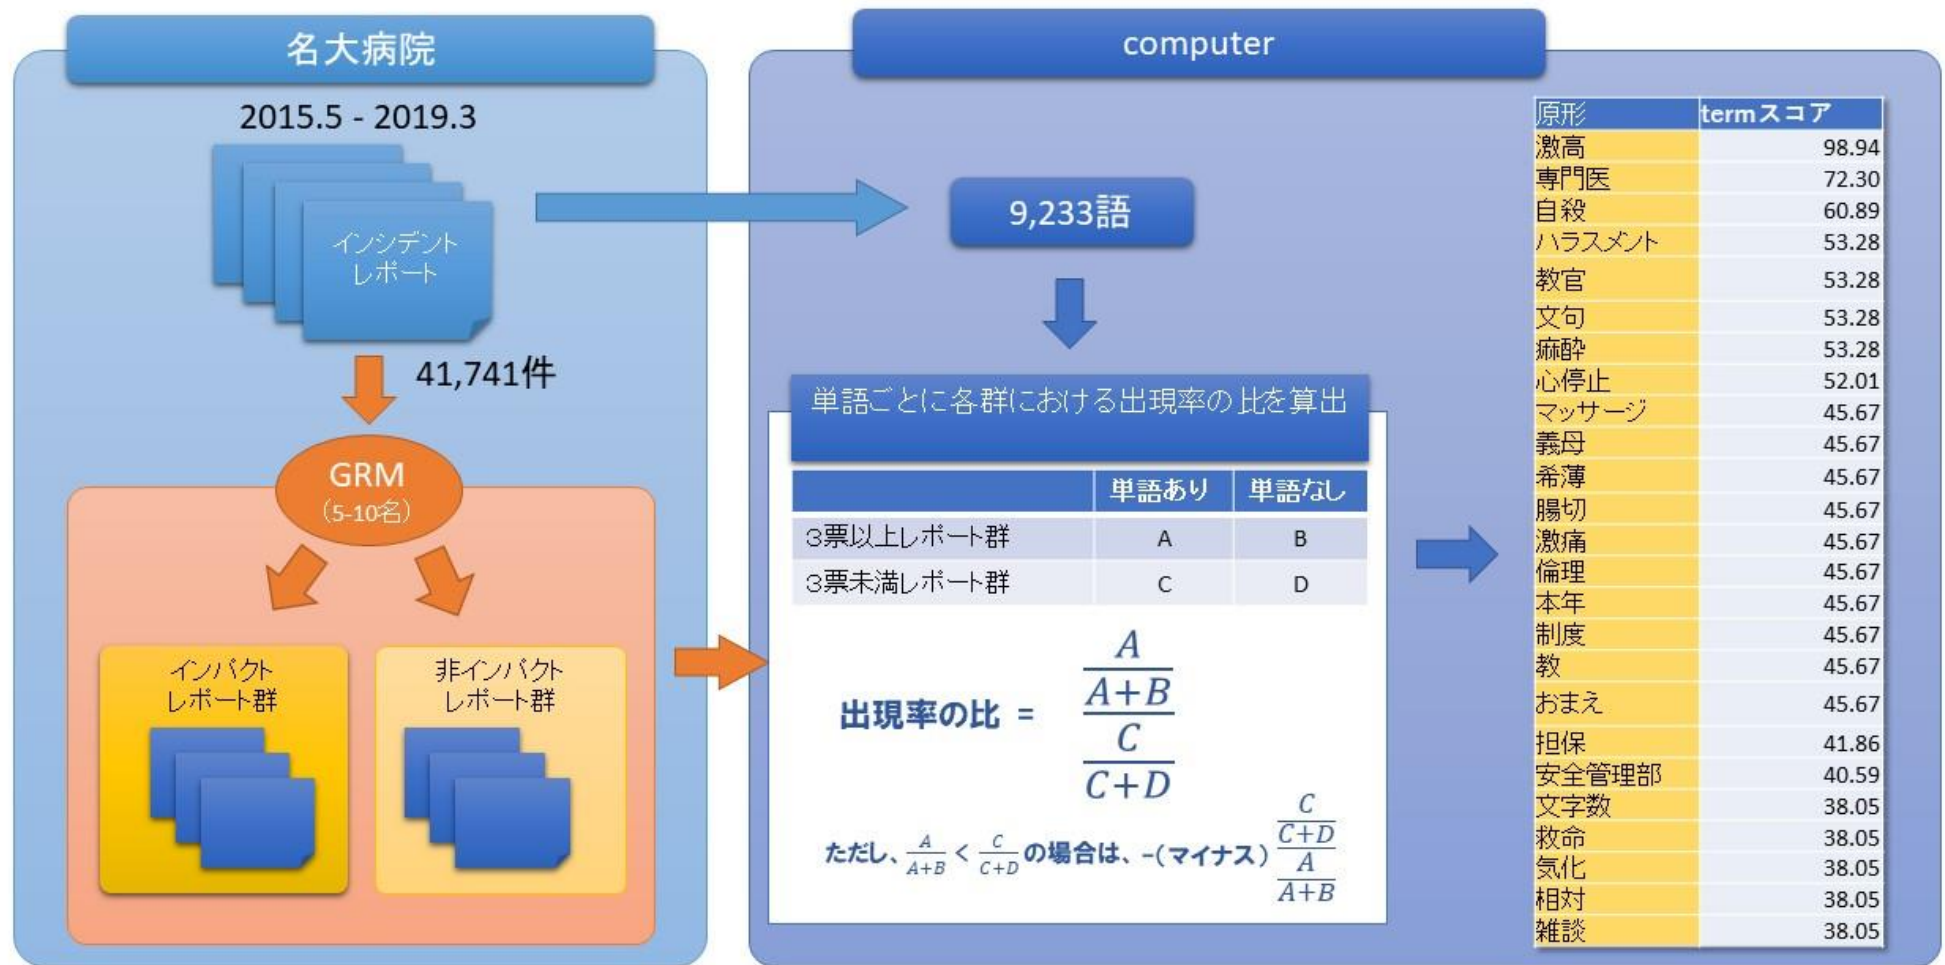 名大病院
2015.5 - 2019.3
インシデント
レポート
41,741件
GRM
(5-10名)
インパクト
レポート群
非インパクト
レポート群
computer
9,233語
単語ごとに各群における出現率の比を算出
単語あり 単語なし
3票以上レポート群 A B
3票未満レポート群 C D
出現率の比 = A/(A+B) / C/(C+D)
ただし、A/(A+B) < C/(C+D)の場合は、-(マイナス) C/(C+D) / A/(A+B)
原形 termスコア
激高 98.94
専門医 72.30
自殺 60.89
ハラスメント 53.28
教官 53.28
文句 53.28
麻酔 53.28
心停止 52.01
マッサージ 45.67
義母 45.67
希薄 45.67
腸切 45.67
激痛 45.67
倫理 45.67
本年 45.67
制度 45.67
教 45.67
おまえ 45.67
担保 41.86
安全管理部 40.59
文字数 38.05
救命 38.05
気化 38.05
相対 38.05
雑談 38.05